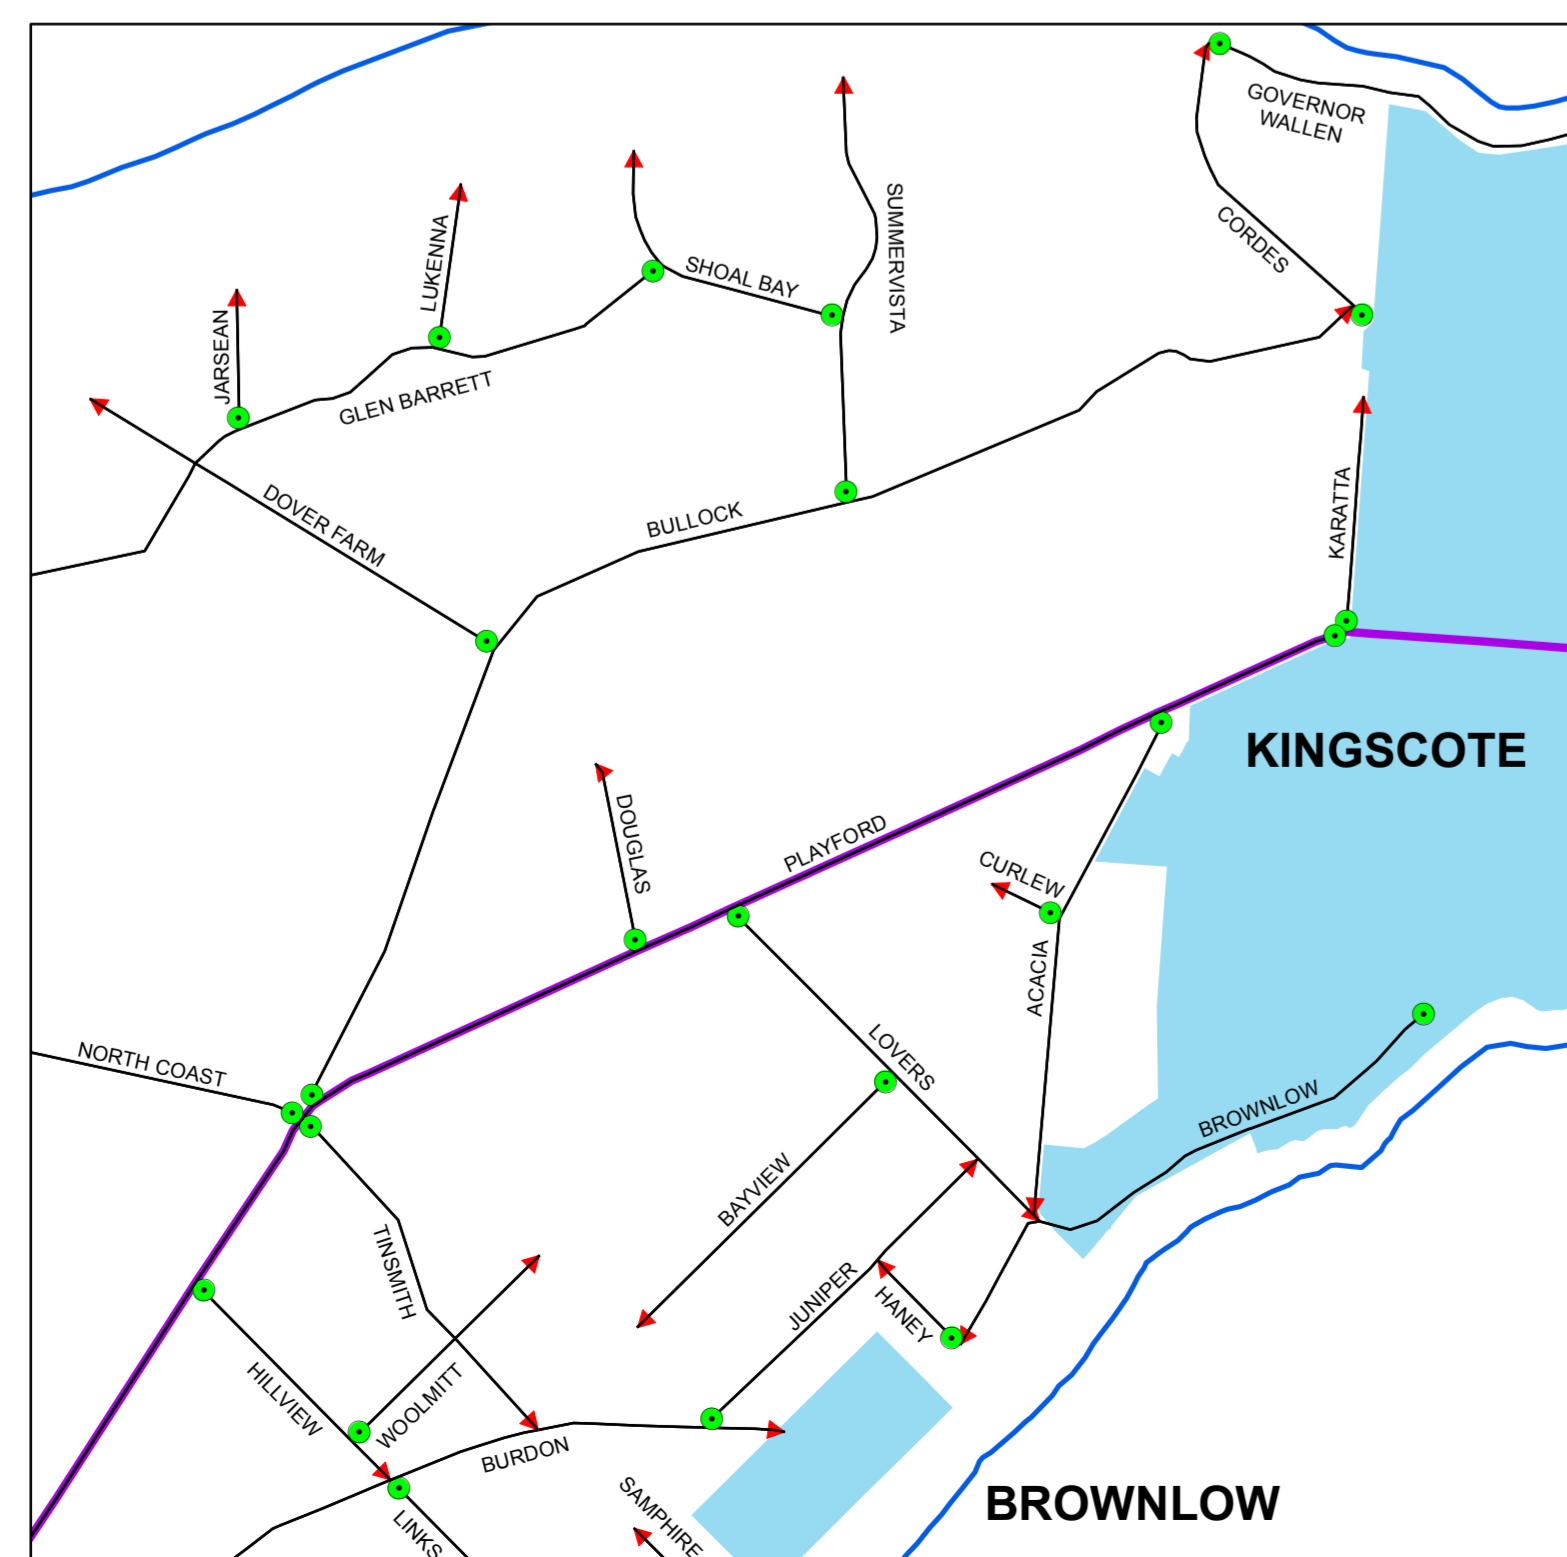 GOVERNOR
WALLEN
SUMMERVISTA
LUKENNA
CORDES
SHOAL BAY
JARSEAN
GLEN BARRETT
DOVER FARM
BULLOCK
KARATTA
KINGSCOTE
DOUGLAS
PLAYFORD
CURLEW
ACACIA
LOVERS
NORTH COAST
BROWNLOW
BAYVIEW
TINSMITH
JUNIPER
HANEY
HILLVIEW
WOOLMITT
BURDON
SAMPHIRE
BROWNLOW
LINKS